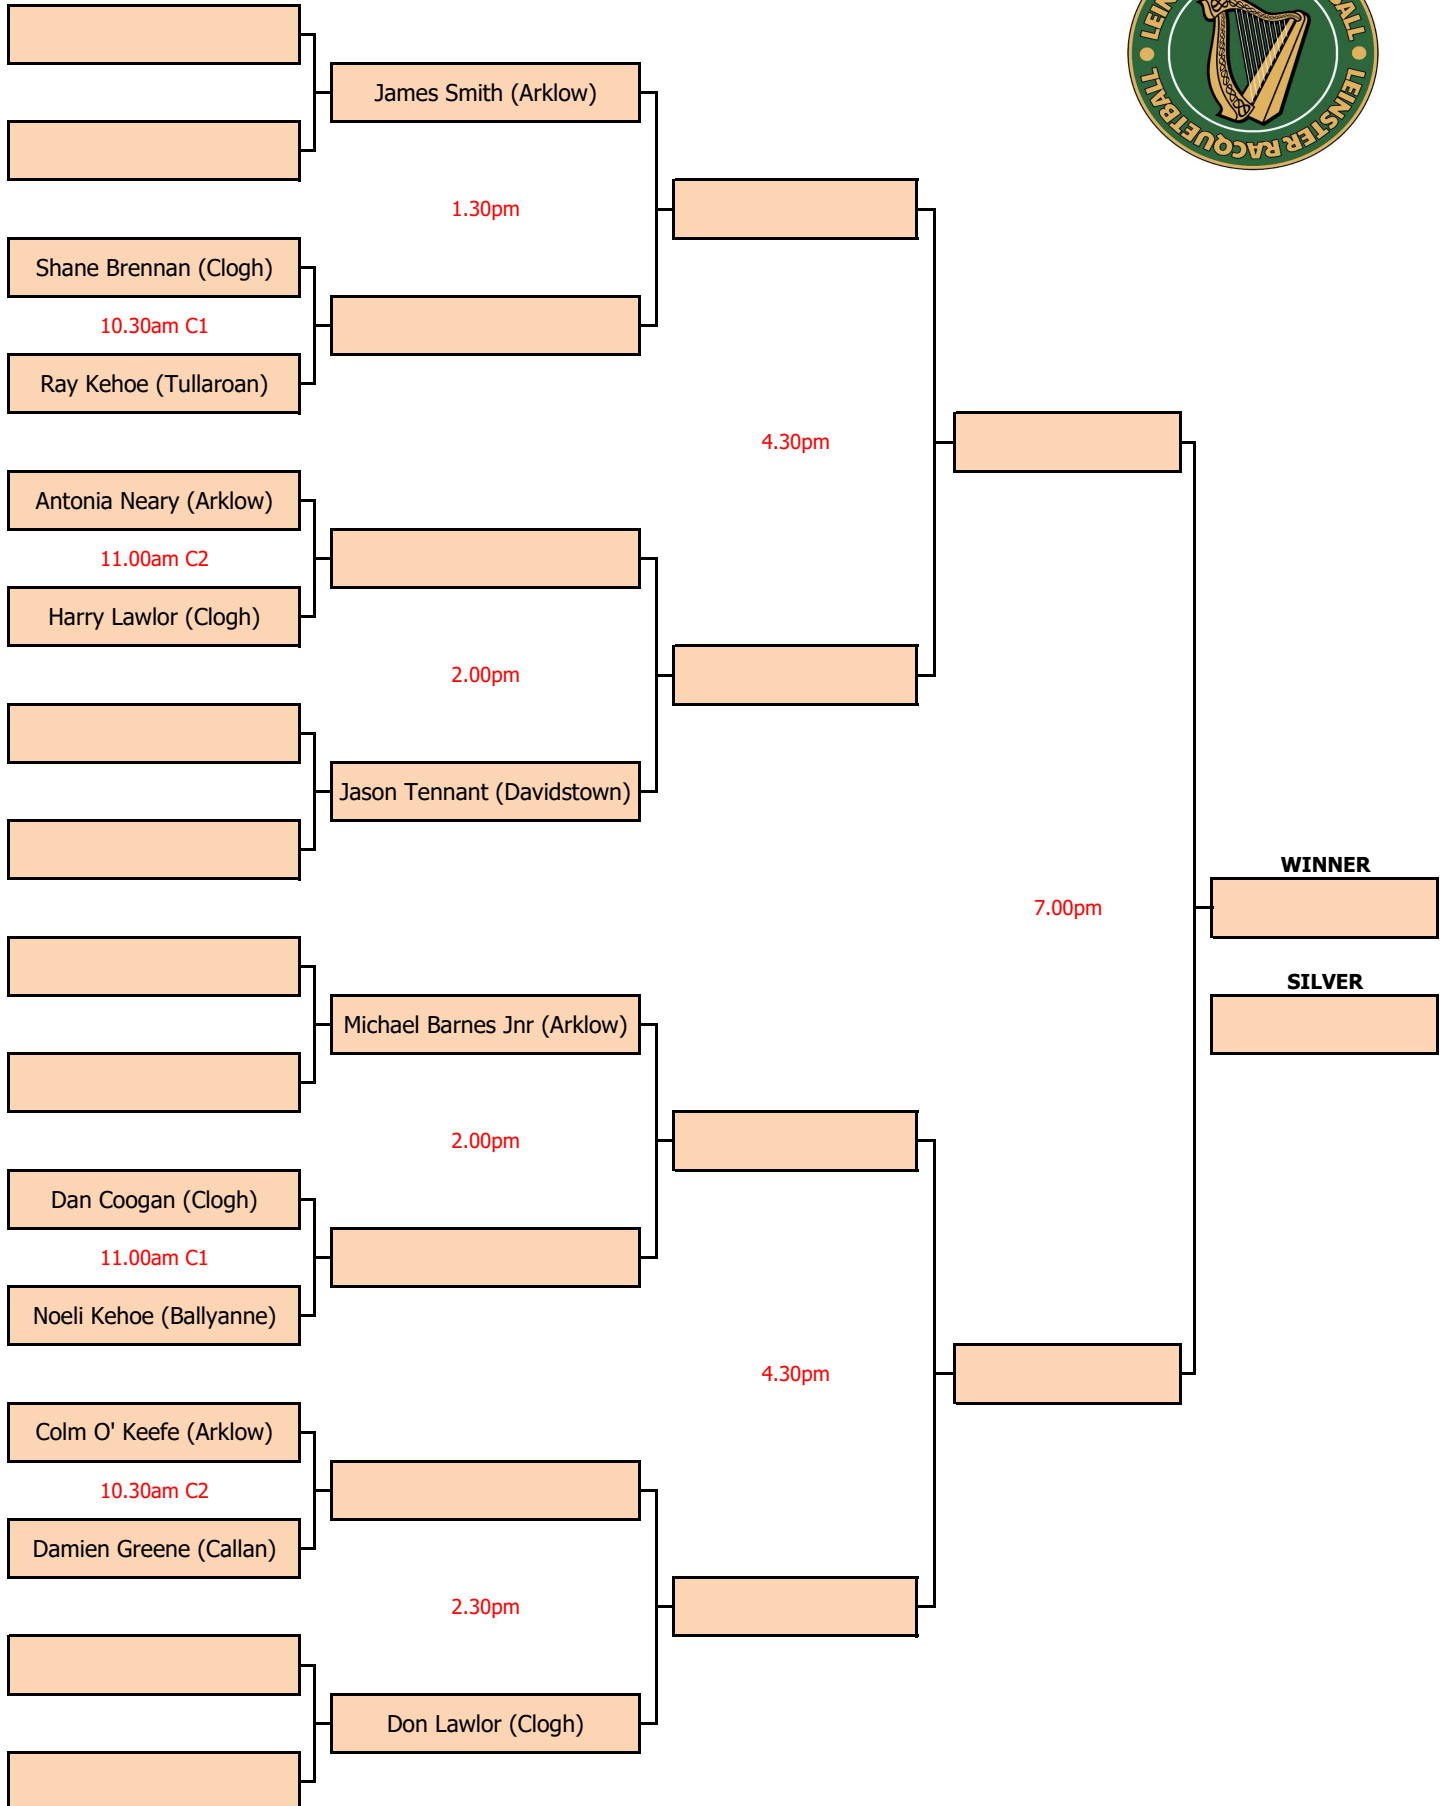 LEINSTER RACQUETBALL
James Smith (Arklow)
1.30pm
Shane Brennan (Clogh)
10.30am C1
Ray Kehoe (Tullaroan)
4.30pm
Antonia Neary (Arklow)
11.00am C2
Harry Lawlor (Clogh)
2.00pm
Jason Tennant (Davidstown)
WINNER
7.00pm
SILVER
Michael Barnes Jnr (Arklow)
2.00pm
Dan Coogan (Clogh)
11.00am C1
Noeli Kehoe (Ballyanne)
4.30pm
Colm O' Keefe (Arklow)
10.30am C2
Damien Greene (Callan)
2.30pm
Don Lawlor (Clogh)